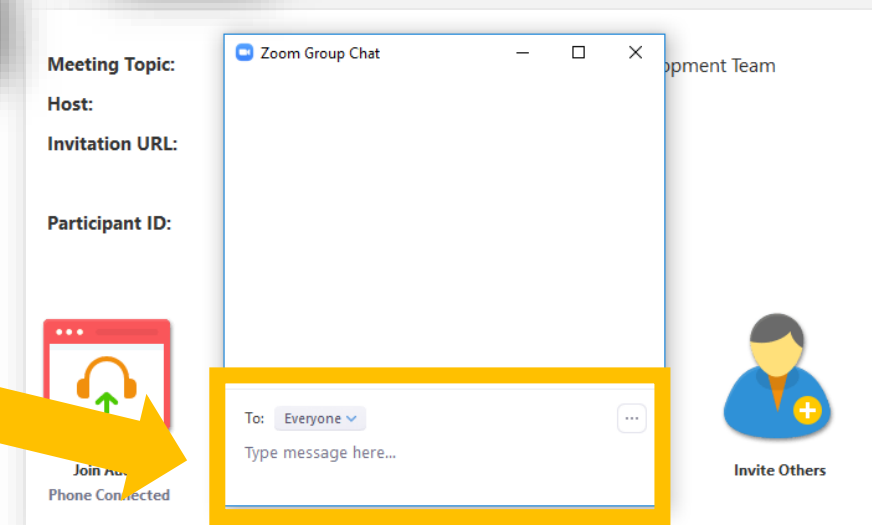 Zoom Group Chat
Meeting Topic:
opment Team
Host:
Invitation URL:
Participant ID:
To: Everyone
...
Type message here...
Join Au
Phone Connected
Invite Others